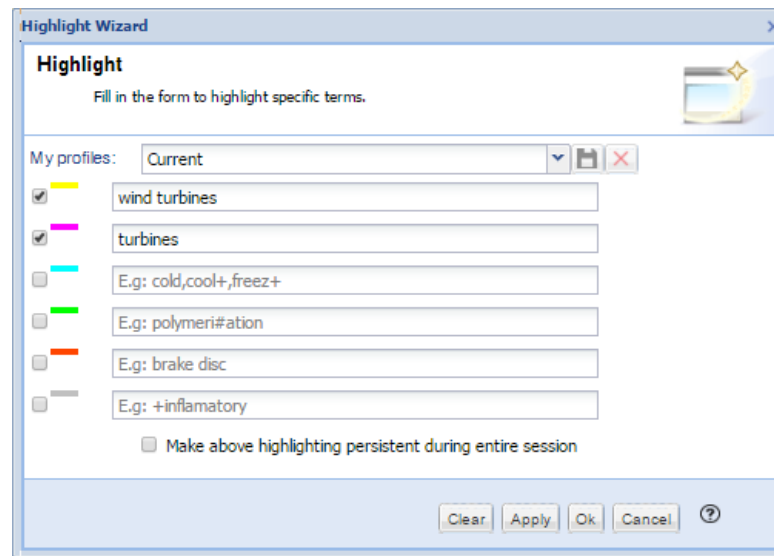 Highlight Wizard
Highlight
Fill in the form to highlight specific terms.
My profiles: Current
wind turbines
turbines
E.g: cold,cool+,freez+
E.g: polymeri#ation
E.g: brake disc
E.g: +inflamatory
Make above highlighting persistent during entire session
Clear Apply Ok Cancel ?